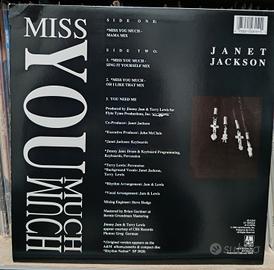 MISS
YOU
MUCH
MUCH
SIDE ONE:
"MISS YOU MUCH -
MAMA MIX
SIDE TWO:
1. "MISS YOU MUCH -
SING IT YOURSELF MIX
2. "MISS YOU MUCH -
OH I LIKE THAT MIX
3. YOU NEED ME
Produced by Jimmy Jam & Terry Lewis for
Flyte Tyme Productions, Inc.
Co-Producer: Janet Jackson
Executive Producer: John McClain
Janet Jackson: Keyboards
Jimmy Jam: Drum & Keyboard Programming,
Keyboards, Percussion
Terry Lewis: Percussion
Background Vocals: Janet Jackson,
Terry Lewis
Rhythm Arrangement: Jam & Lewis
Vocal Arrangement: Jam & Lewis
Mixing Engineer: Steve Hodge
Mastered by Brian Gardner at
Bernie Grundman Mastering
Jimmy Jam & Terry Lewis
appear courtesy of CBS Records
Photos: Greg Gorman
Original version appears on the
A&M album/cassette & compact disc
"Rhythm Nation" SP 3920
JANET
JACKSON
subito